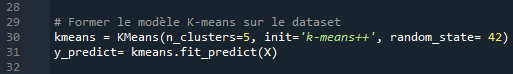 28
29 # Former le modèle K-means sur le dataset
30 kmeans = KMeans(n_clusters=5, init='k-means++', random_state= 42)
31 y_predict= kmeans.fit_predict(X)
32